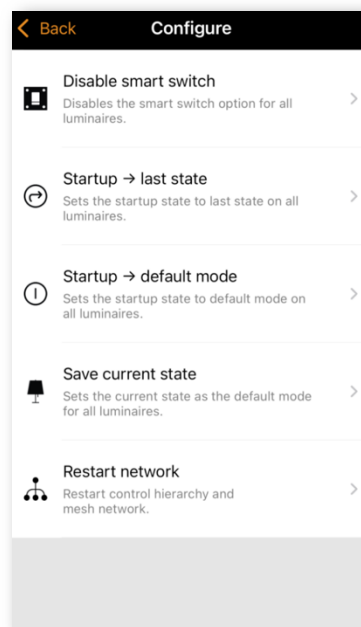 Back Configure
Disable smart switch
Disables the smart switch option for all
luminaires.
Startup → last state
Sets the startup state to last state on all
luminaires.
Startup → default mode
Sets the startup state to default mode on
all luminaires.
Save current state
Sets the current state as the default mode
for all luminaires.
Restart network
Restart control hierarchy and
mesh network.